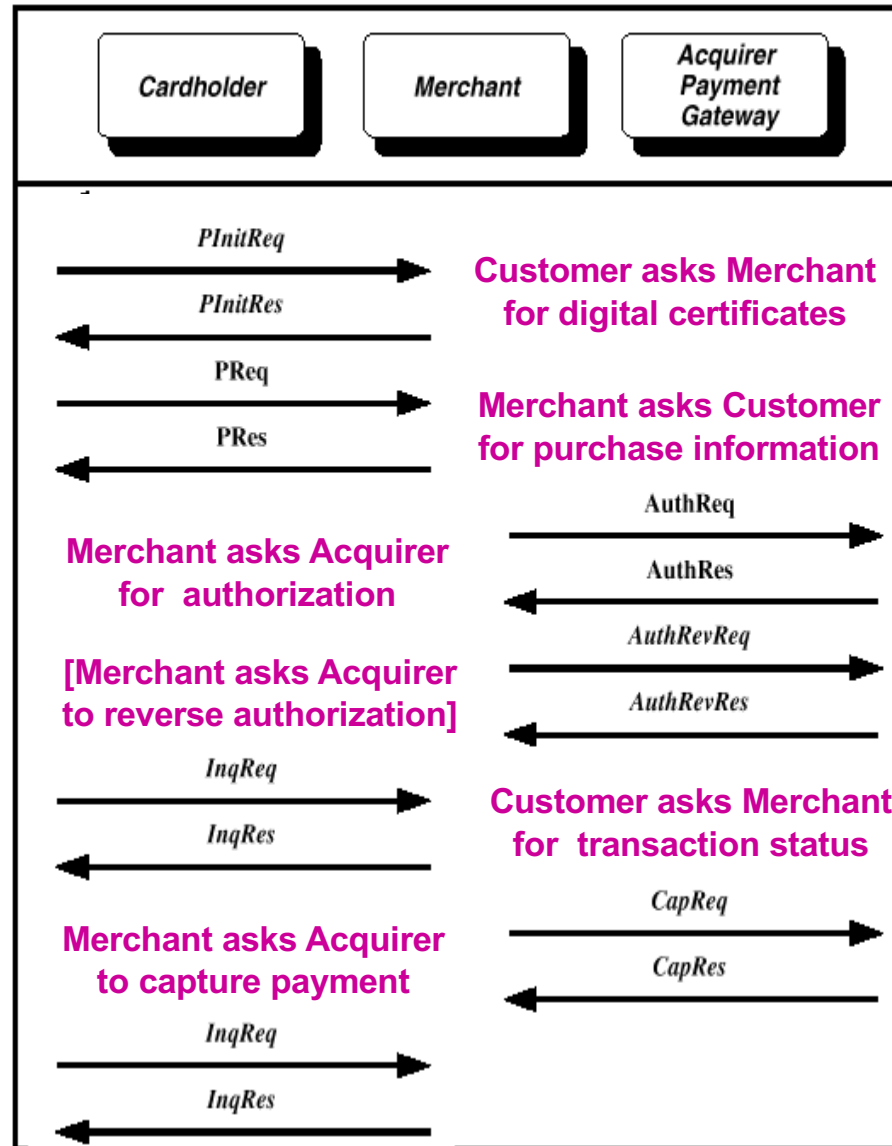 Cardholder
Merchant
Acquirer
Payment
Gateway
PInitReq
Customer asks Merchant
for digital certificates
PInitRes
PReq
Merchant asks Customer
for purchase information
PRes
AuthReq
Merchant asks Acquirer
for authorization
AuthRes
AuthRevReq
[Merchant asks Acquirer
to reverse authorization]
AuthRevRes
InqReq
Customer asks Merchant
for transaction status
InqRes
CapReq
Merchant asks Acquirer
to capture payment
CapRes
InqReq
InqRes